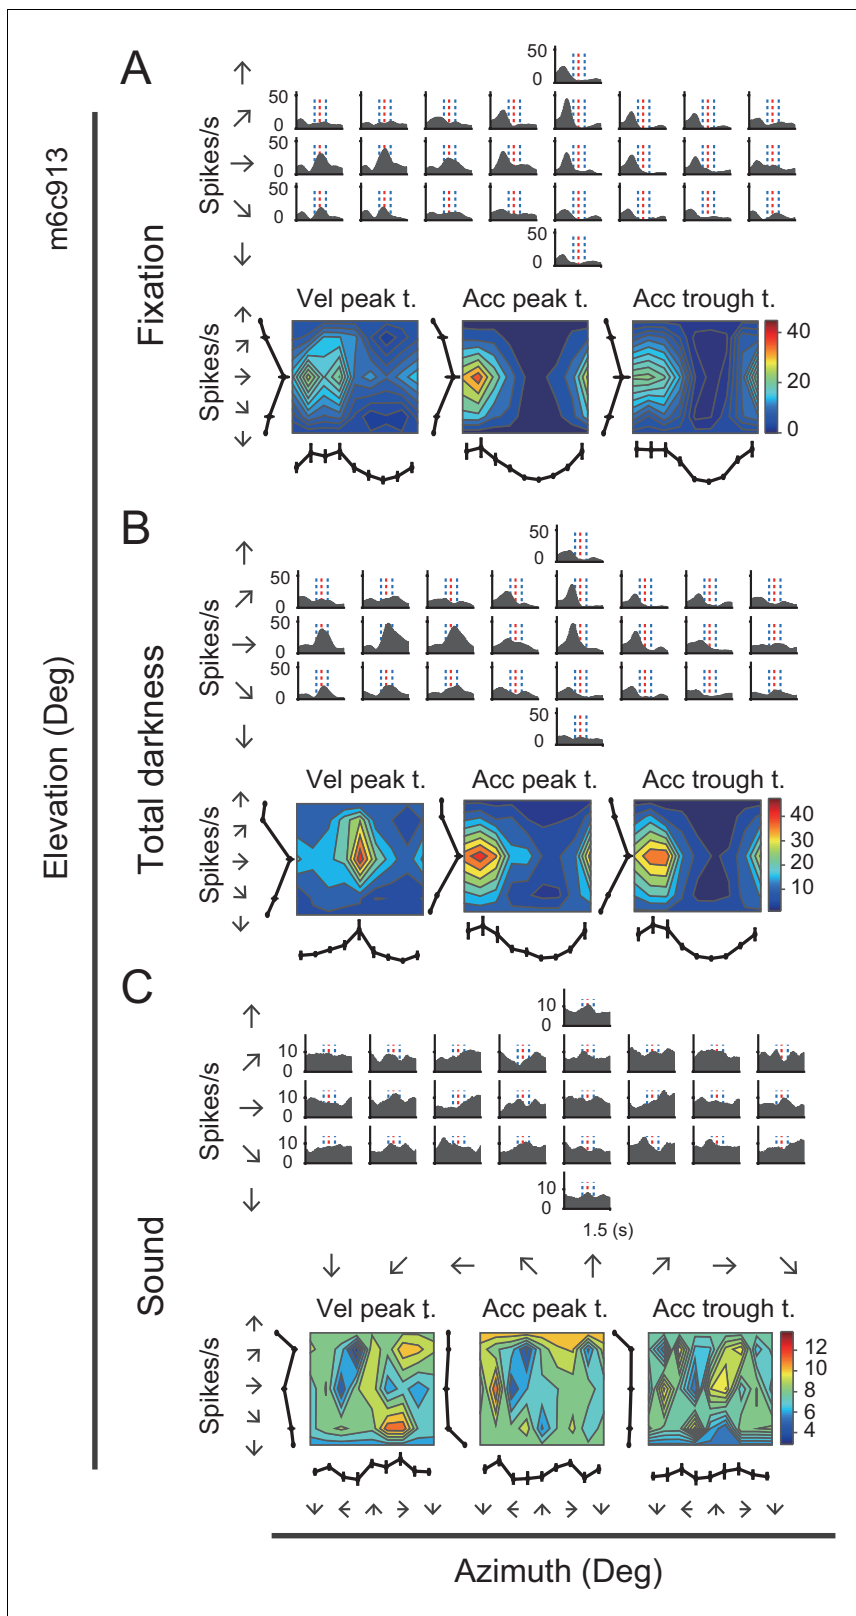 A
m6c913
Fixation
Spikes/s
50
0
50
0
50
0
50
0
50
0
Vel peak t.
Acc peak t.
Acc trough t.
Spikes/s
40
20
0
B
Elevation (Deg)
Total darkness
Spikes/s
50
0
50
0
50
0
50
0
50
0
Vel peak t.
Acc peak t.
Acc trough t.
Spikes/s
40
30
20
10
C
Sound
Spikes/s
10
0
10
0
10
0
10
0
10
0
1.5 (s)
Vel peak t.
Acc peak t.
Acc trough t.
Spikes/s
12
10
8
6
4
Azimuth (Deg)